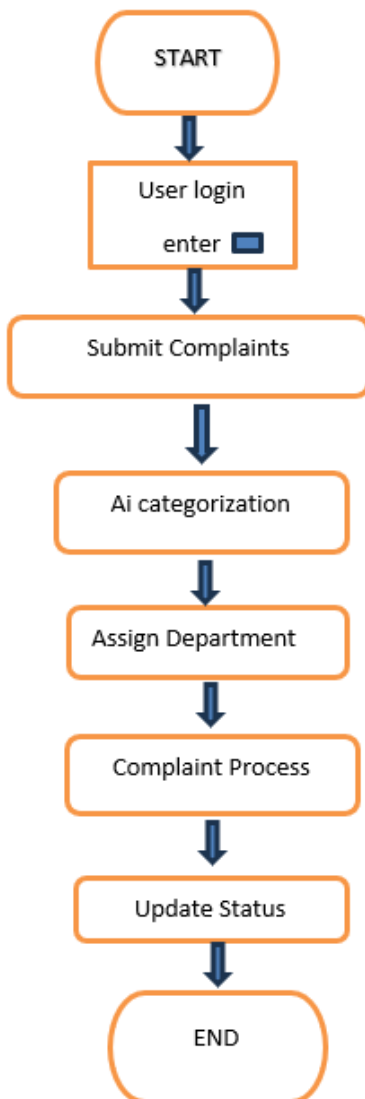 START
User login
enter
Submit Complaints
Ai categorization
Assign Department
Complaint Process
Update Status
END